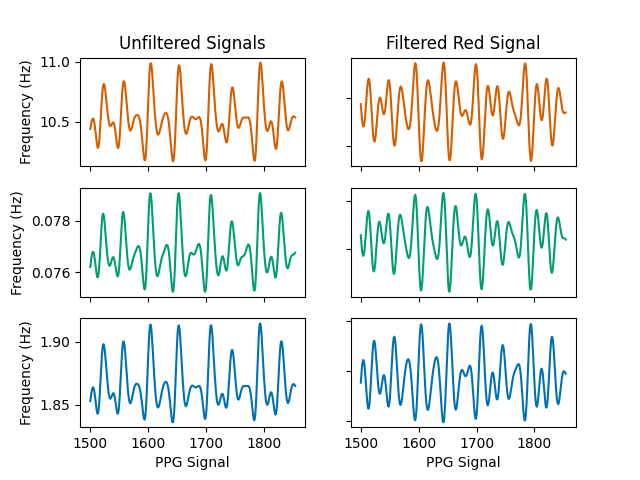 Unfiltered Signals
Filtered Red Signal
Frequency (Hz)
11.0
10.5
Frequency (Hz)
0.078
0.076
Frequency (Hz)
1.90
1.85
1500 1600 1700 1800
1500 1600 1700 1800
PPG Signal
PPG Signal